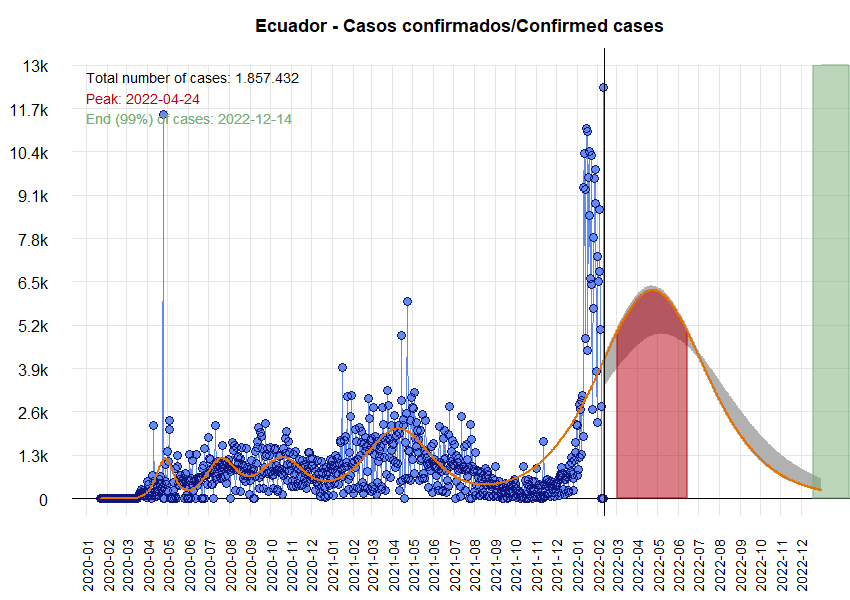 Ecuador - Casos confirmados/Confirmed cases
Total number of cases: 1.857.432
Peak: 2022-04-24
End (99%) of cases: 2022-12-14
13k
11.7k
10.4k
9.1k
7.8k
6.5k
5.2k
3.9k
2.6k
1.3k
0
2020-01
2020-02
2020-03
2020-04
2020-05
2020-06
2020-07
2020-08
2020-09
2020-10
2020-11
2020-12
2021-01
2021-02
2021-03
2021-04
2021-05
2021-06
2021-07
2021-08
2021-09
2021-10
2021-11
2021-12
2022-01
2022-02
2022-03
2022-04
2022-05
2022-06
2022-07
2022-08
2022-09
2022-10
2022-11
2022-12